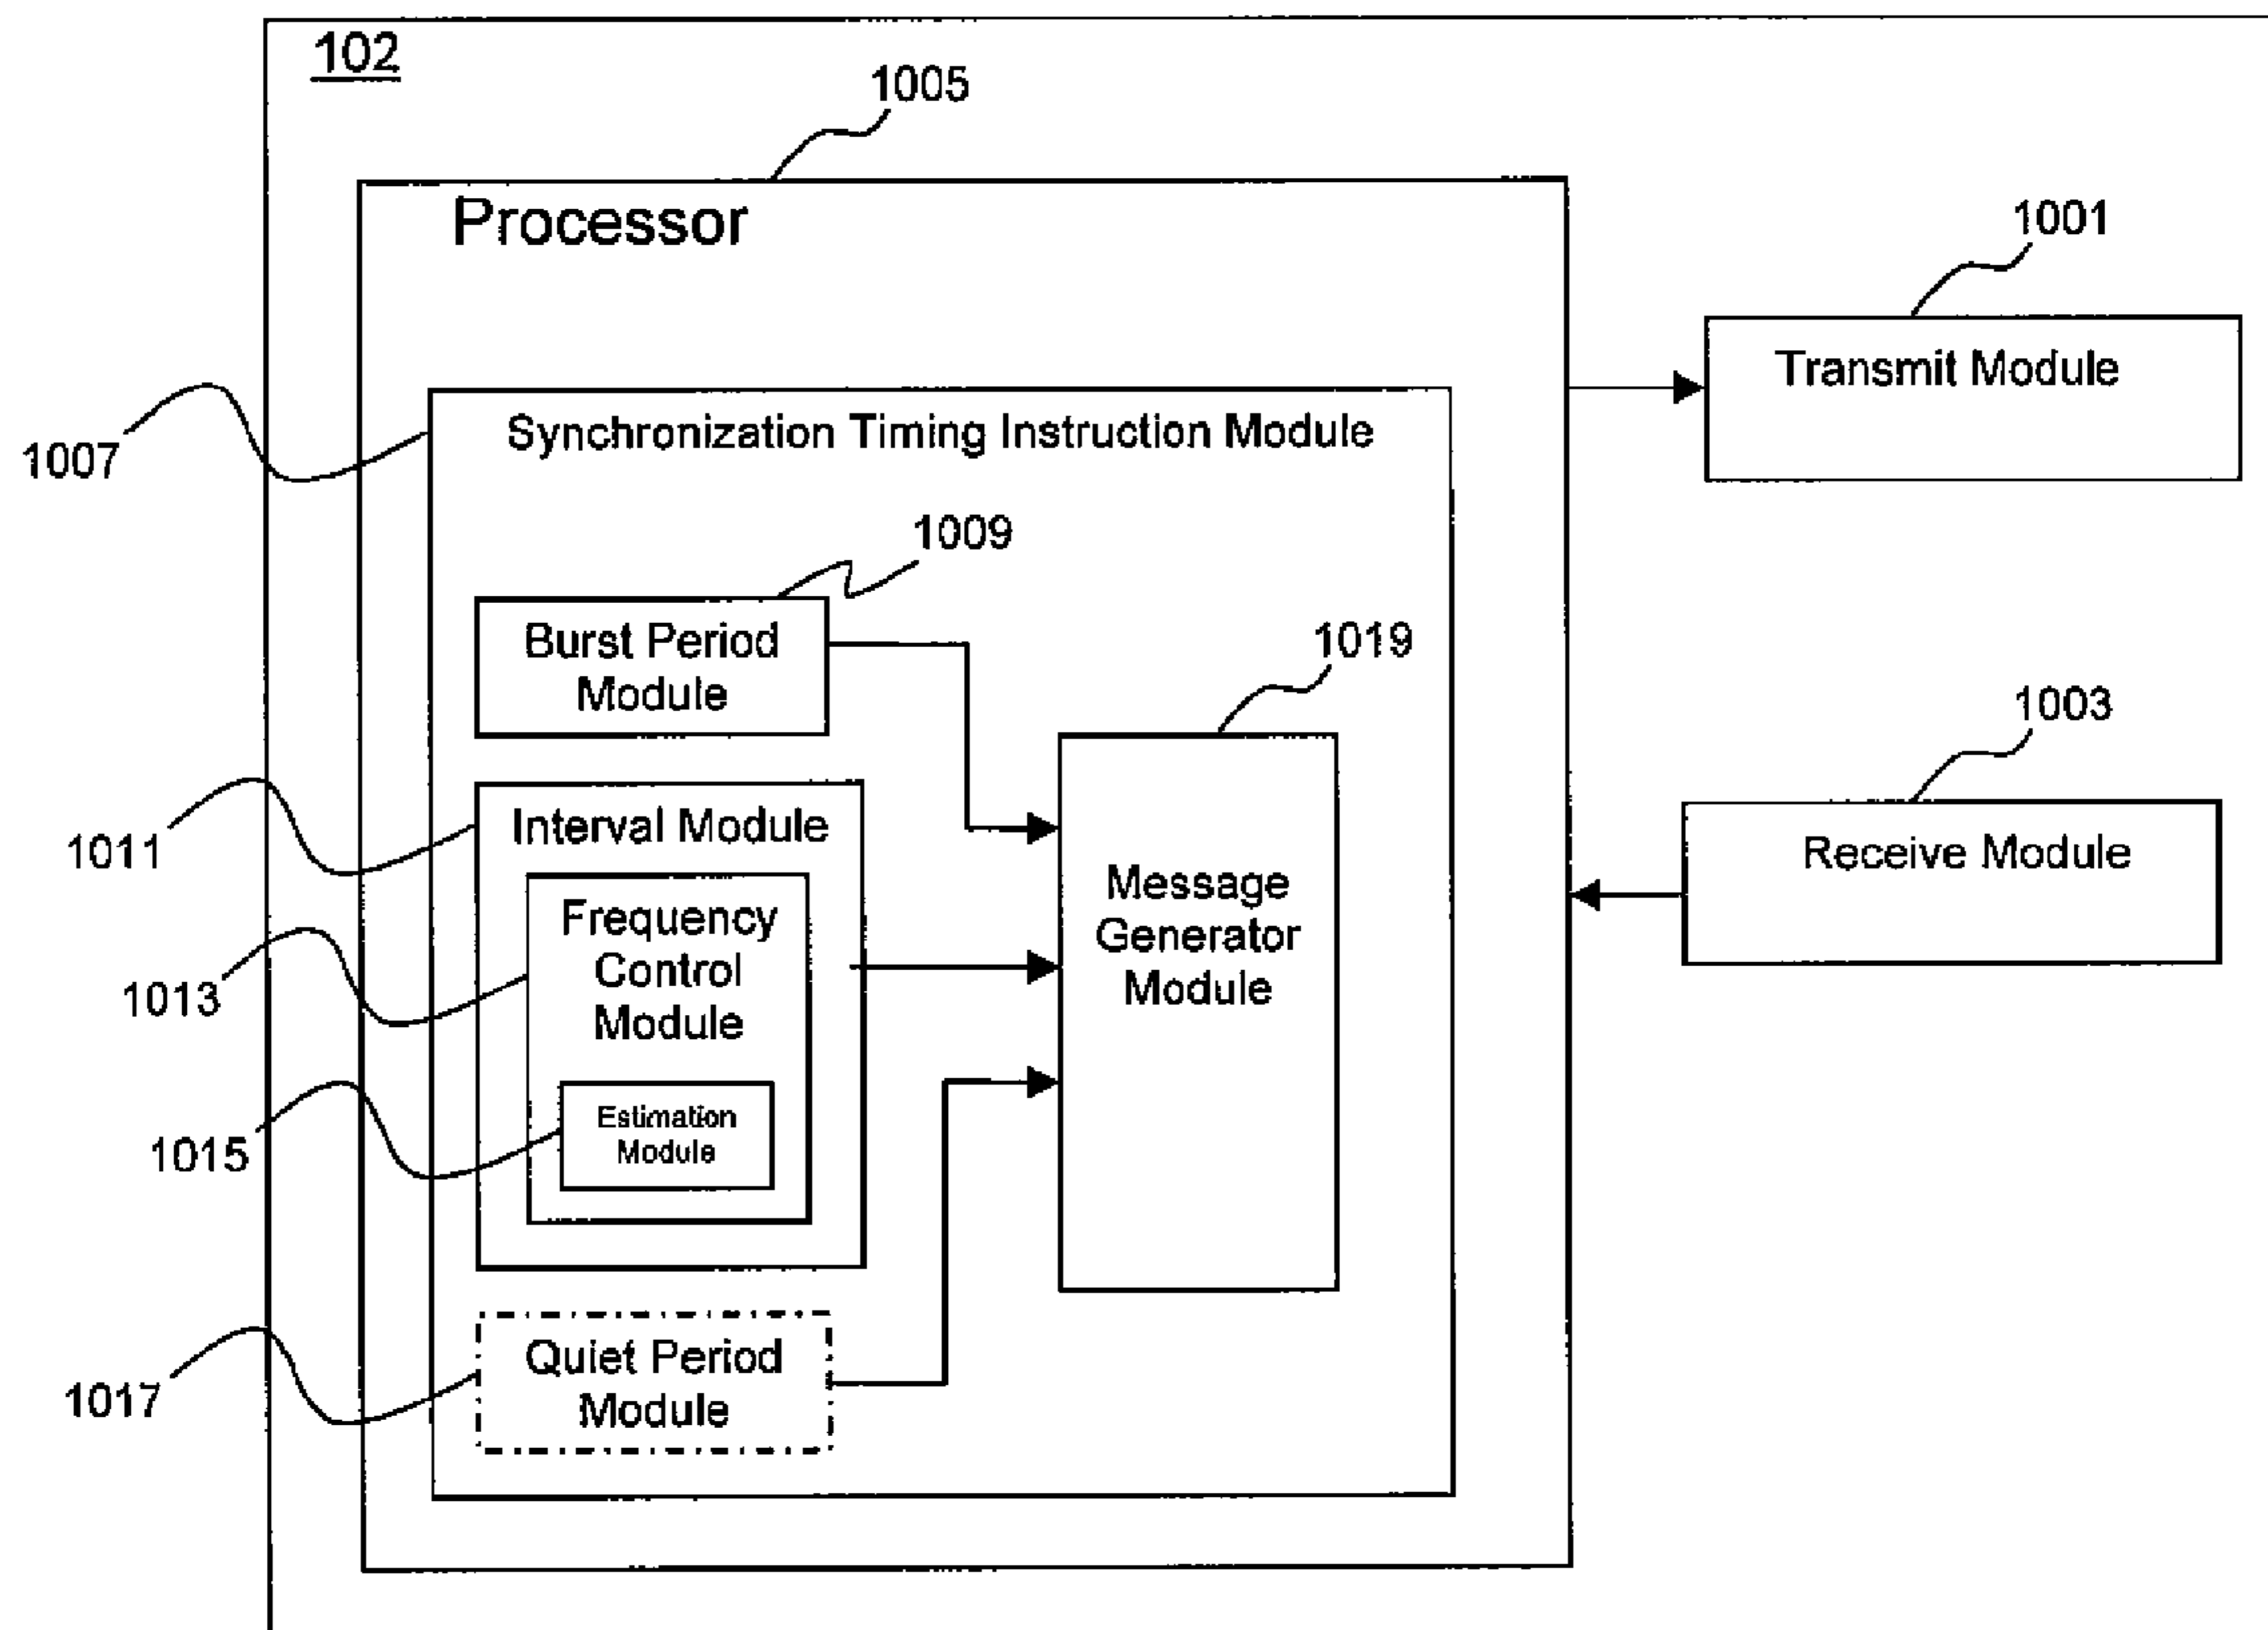 102
1005
Processor
1001
Transmit Module
1007
Synchronization Timing Instruction Module
1009
Burst Period
Module
1019
1003
Receive Module
1011
Interval Module
Message
Generator
Module
1013
Frequency
Control
Module
1015
Estimation
Module
1017
Quiet Period
Module